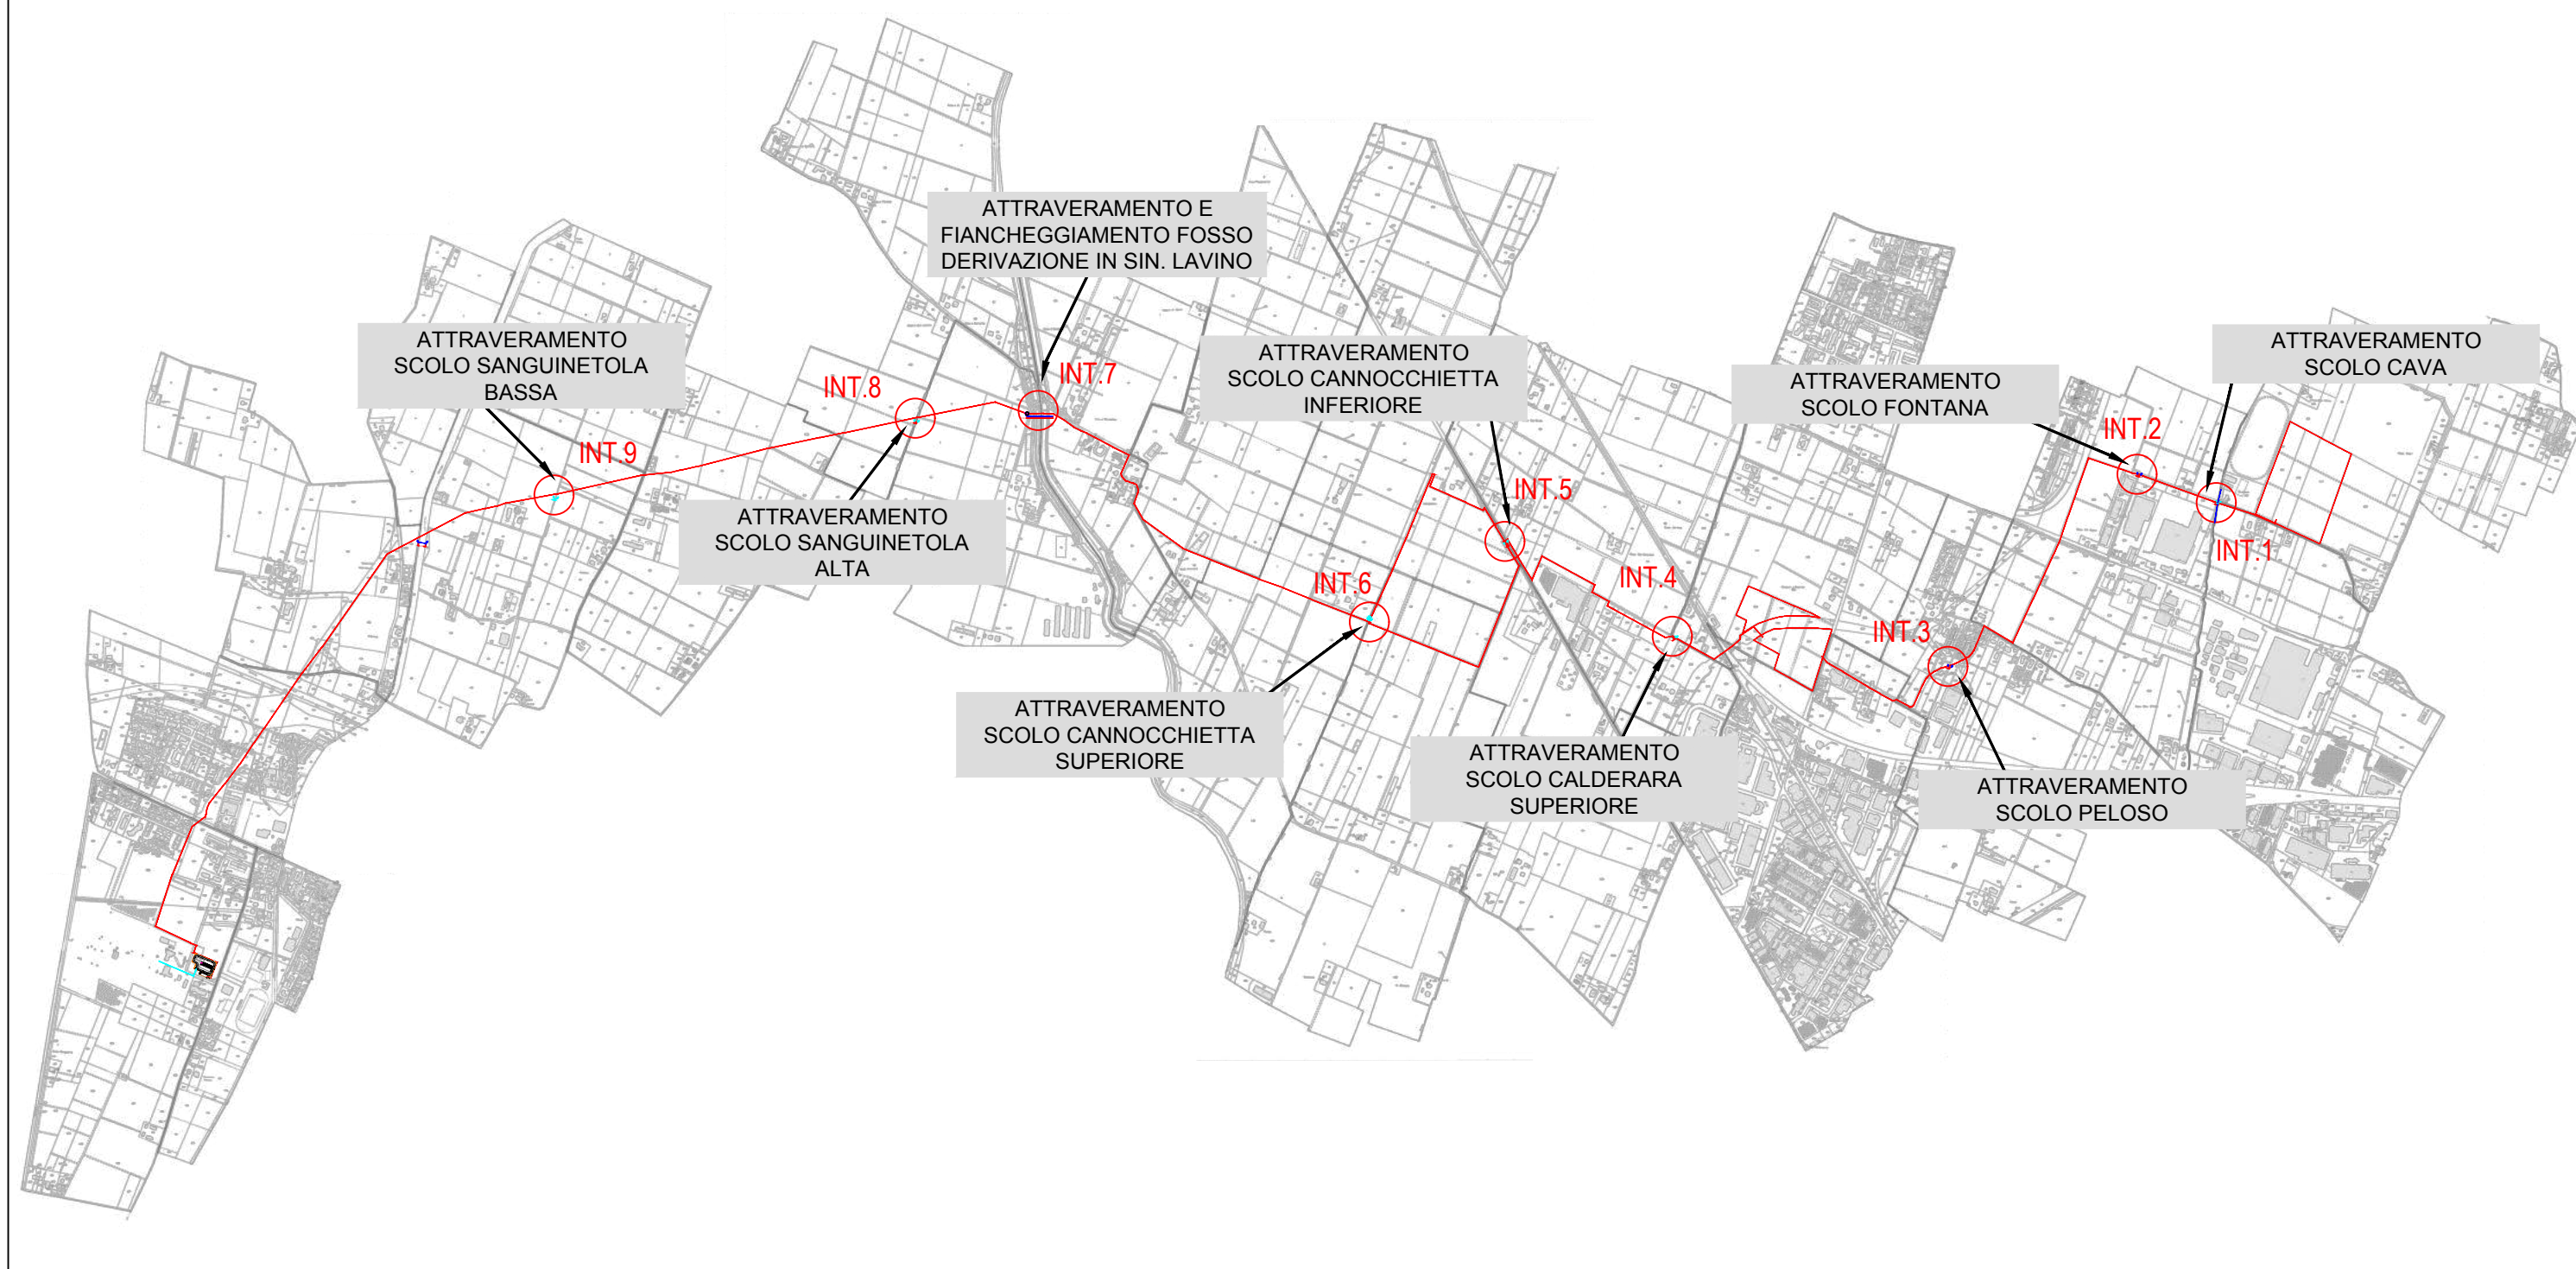 ATTRAVERAMENTO E
FIANCHEGGIAMENTO FOSSO
DERIVAZIONE IN SIN. LAVINO
ATTRAVERAMENTO
SCOLO SANGUINETOLA
BASSA
ATTRAVERAMENTO
SCOLO CANNOCCHIETTA
INFERIORE
ATTRAVERAMENTO
SCOLO FONTANA
ATTRAVERAMENTO
SCOLO CAVA
INT.9
INT.8
INT.7
INT.5
INT.2
INT.1
INT.6
INT.4
INT.3
ATTRAVERAMENTO
SCOLO SANGUINETOLA
ALTA
ATTRAVERAMENTO
SCOLO CANNOCCHIETTA
SUPERIORE
ATTRAVERAMENTO
SCOLO CALDERARA
SUPERIORE
ATTRAVERAMENTO
SCOLO PELOSO